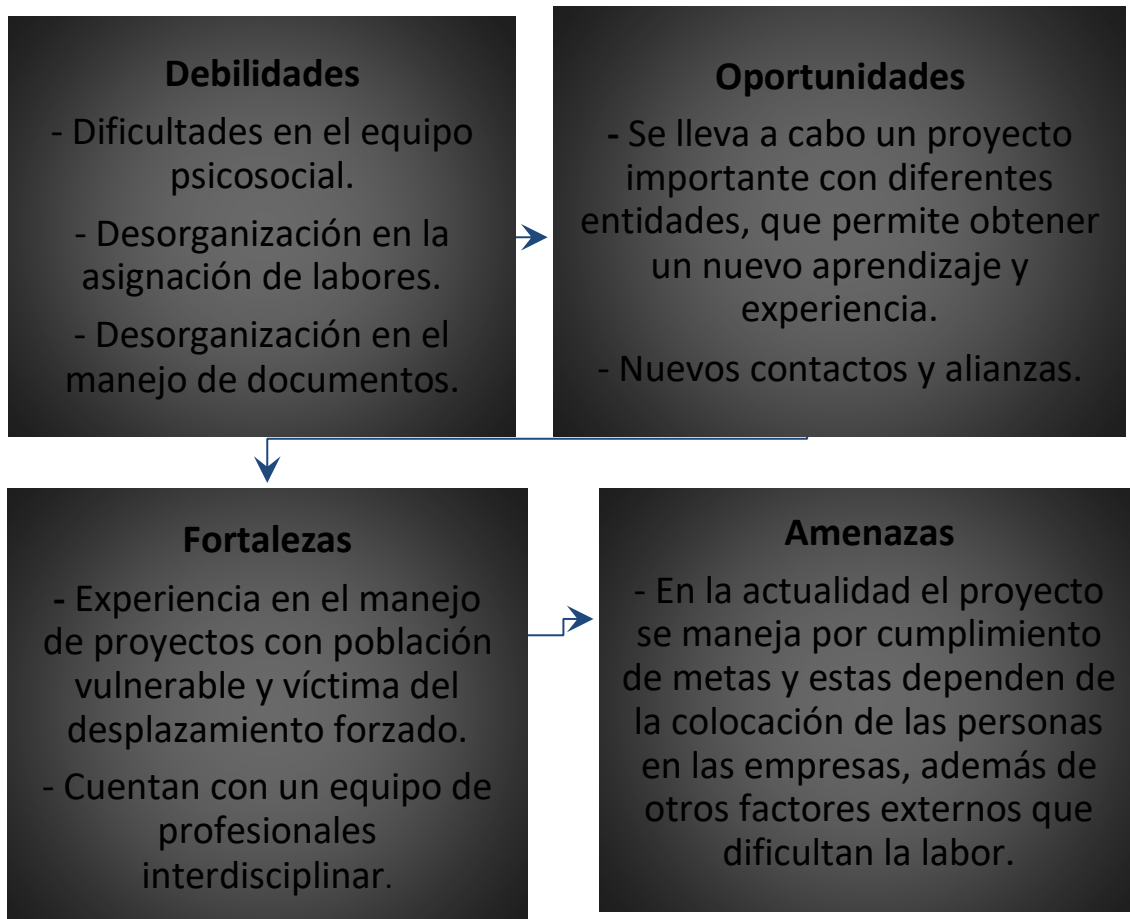 Debilidades
- Dificultades en el equipo
psicosocial.
- Desorganización en la
asignación de labores.
- Desorganización en el
manejo de documentos.
Oportunidades
- Se lleva a cabo un proyecto
importante con diferentes
entidades, que permite obtener
un nuevo aprendizaje y
experiencia.
- Nuevos contactos y alianzas.
Fortalezas
- Experiencia en el manejo
de proyectos con población
vulnerable y víctima del
desplazamiento forzado.
- Cuentan con un equipo de
profesionales
interdisciplinar.
Amenazas
- En la actualidad el proyecto
se maneja por cumplimiento
de metas y estas dependen de
la colocación de las personas
en las empresas, además de
otros factores externos que
dificultan la labor.